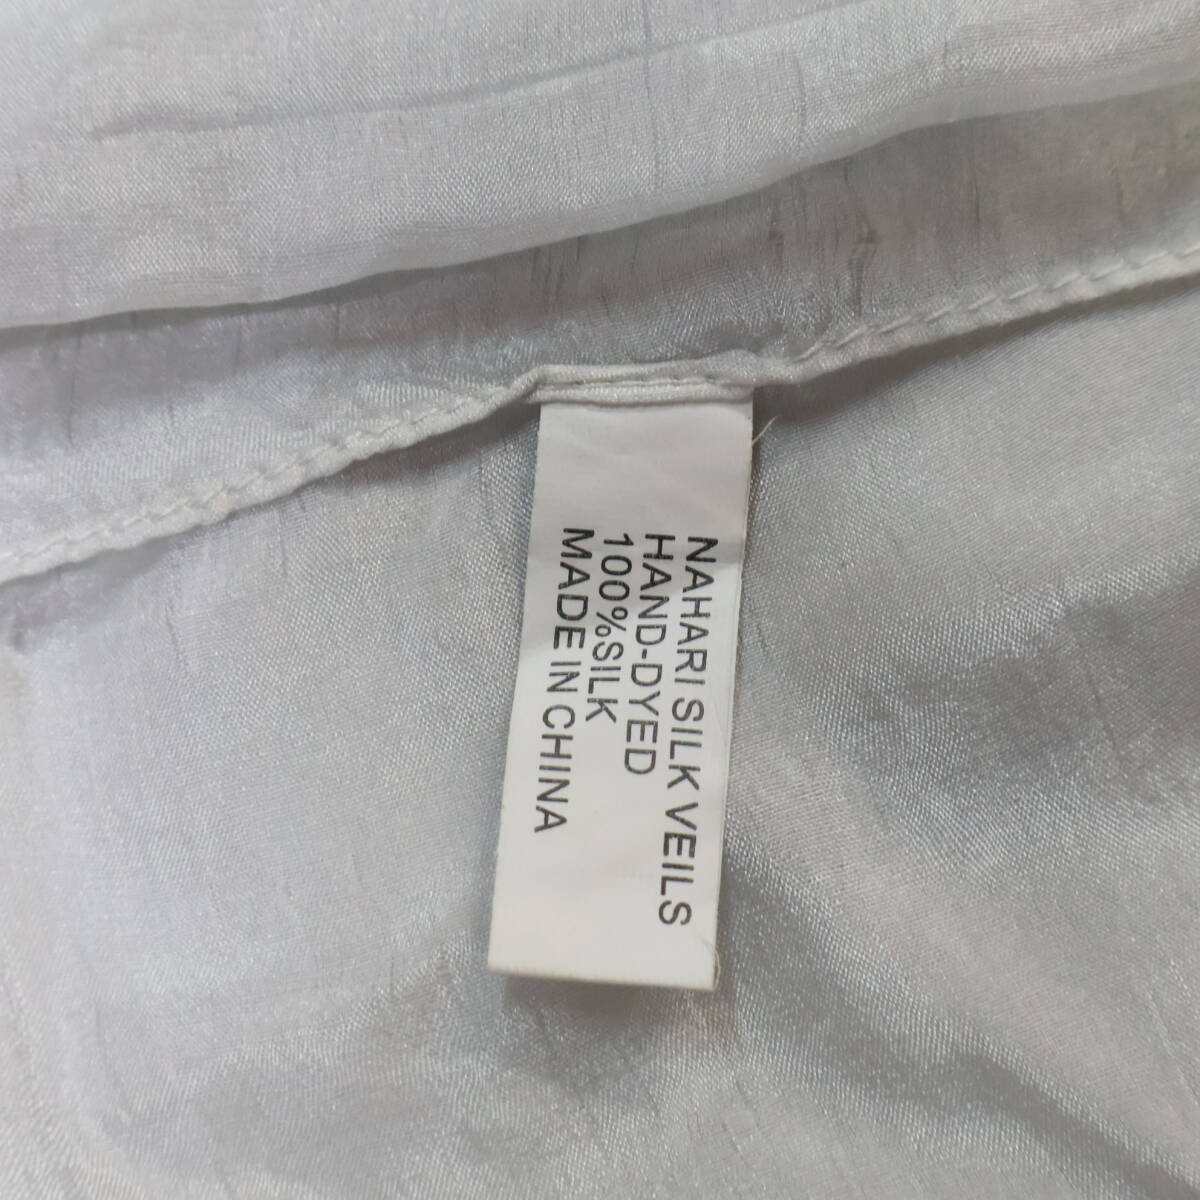 NAHARI SILK VEILS
HAND-DYED
100%SILK
MADE IN CHINA